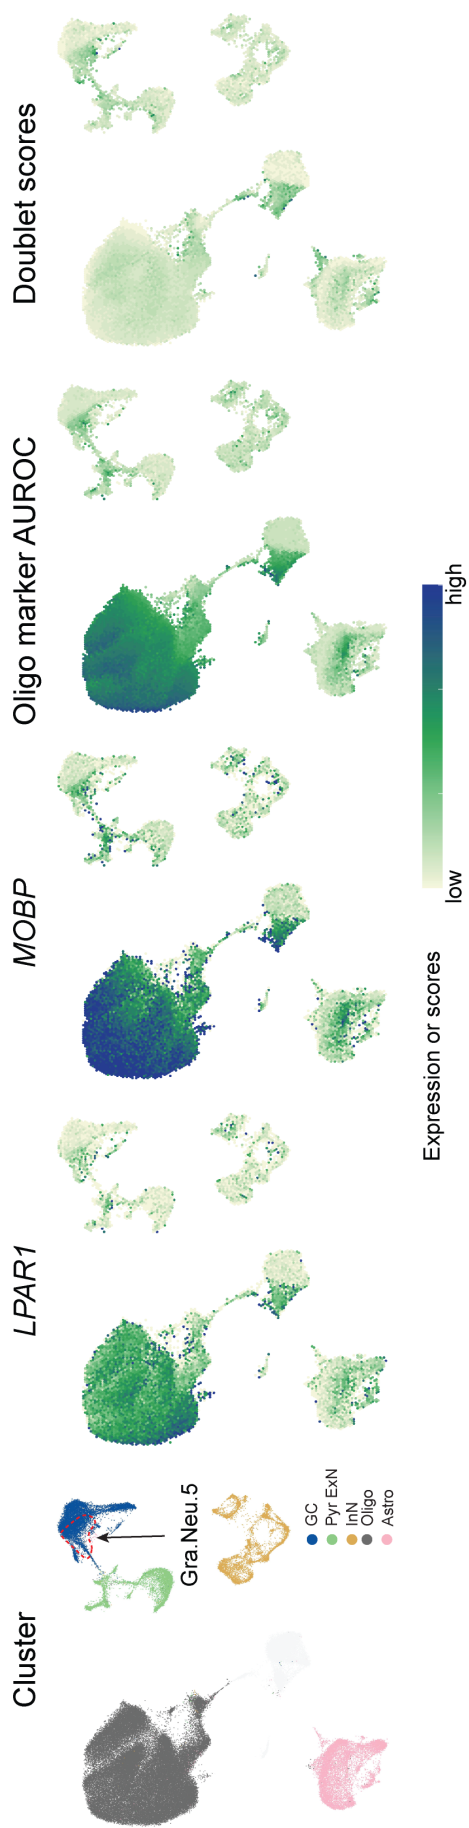 Cluster
LPAR1
MOBP
Oligo marker AUROC
Doublet scores
Gra.Neu.5
GC
Pyr ExN
InN
Oligo
Astro
Expression or scores
low
high